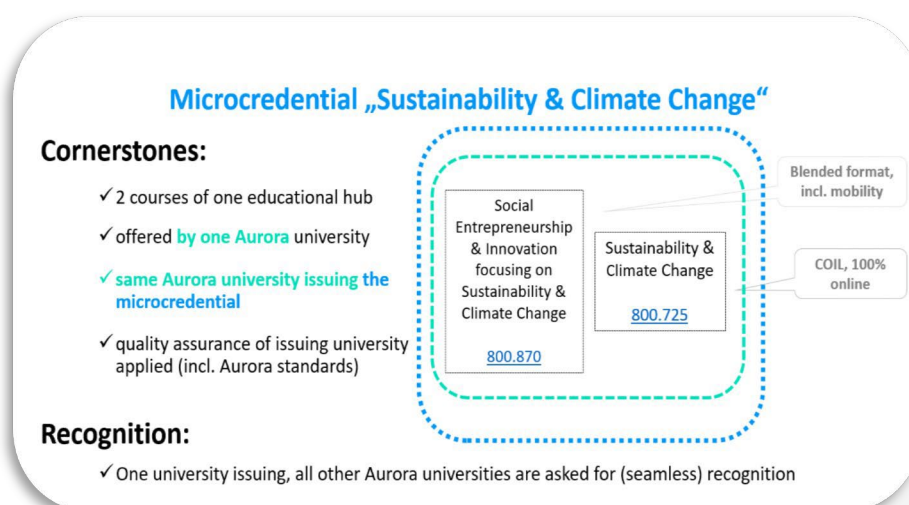 Microcredential „Sustainability & Climate Change“
Cornerstones:
✓2 courses of one educational hub
✓offered by one Aurora university
✓same Aurora university issuing the
microcredential
✓quality assurance of issuing university
applied (incl. Aurora standards)
Social
Entrepreneurship
& Innovation
focusing on
Sustainability &
Climate Change
800.870
Sustainability &
Climate Change
800.725
Blended format,
incl. mobility
COIL, 100%
online
Recognition:
✓One university issuing, all other Aurora universities are asked for (seamless) recognition